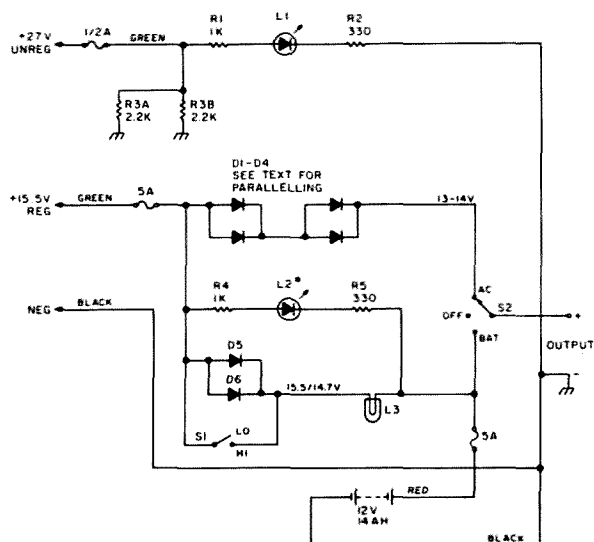 +27V
UNREG
1/2A
GREEN
R1
1K
L1
R2
330
R3A
2.2K
R3B
2.2K
D1-D4
SEE TEXT FOR
PARALLELLING
+15.5V
REG
GREEN
5A
13-14V
R4
1K
L2*
R5
330
AC
S2
OFF
BAT
+
OUTPUT
-
NEG
BLACK
D5
D6
15.5/14.7V
L3
S1
LO
HI
5A
RED
12V
14AH
BLACK